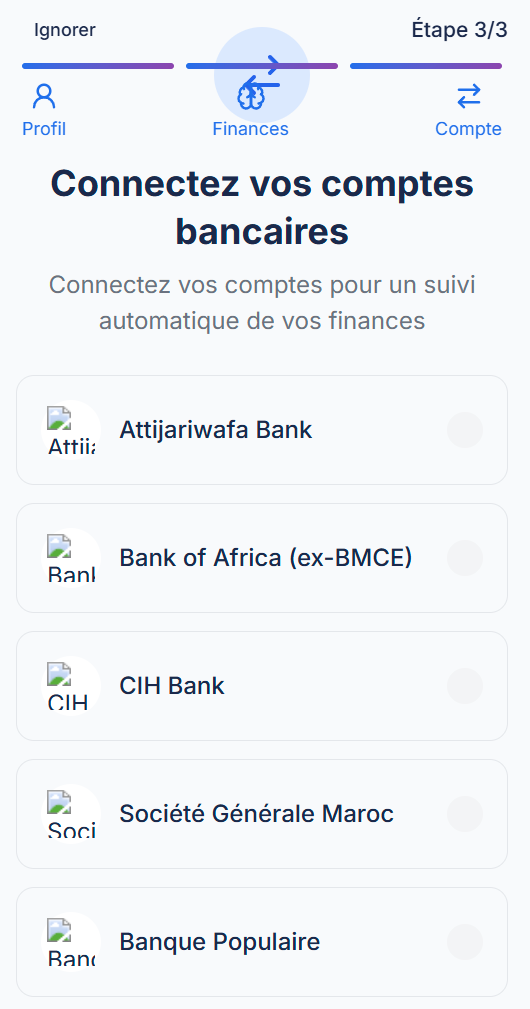 Ignorer
Étape 3/3
Profil
Finances
Compte
Connectez vos comptes
bancaires
Connectez vos comptes pour un suivi
automatique de vos finances
Attija
Attijariwafa Bank
Bank
Bank of Africa (ex-BMCE)
CIH
CIH Bank
Soci
Société Générale Maroc
Banq
Banque Populaire